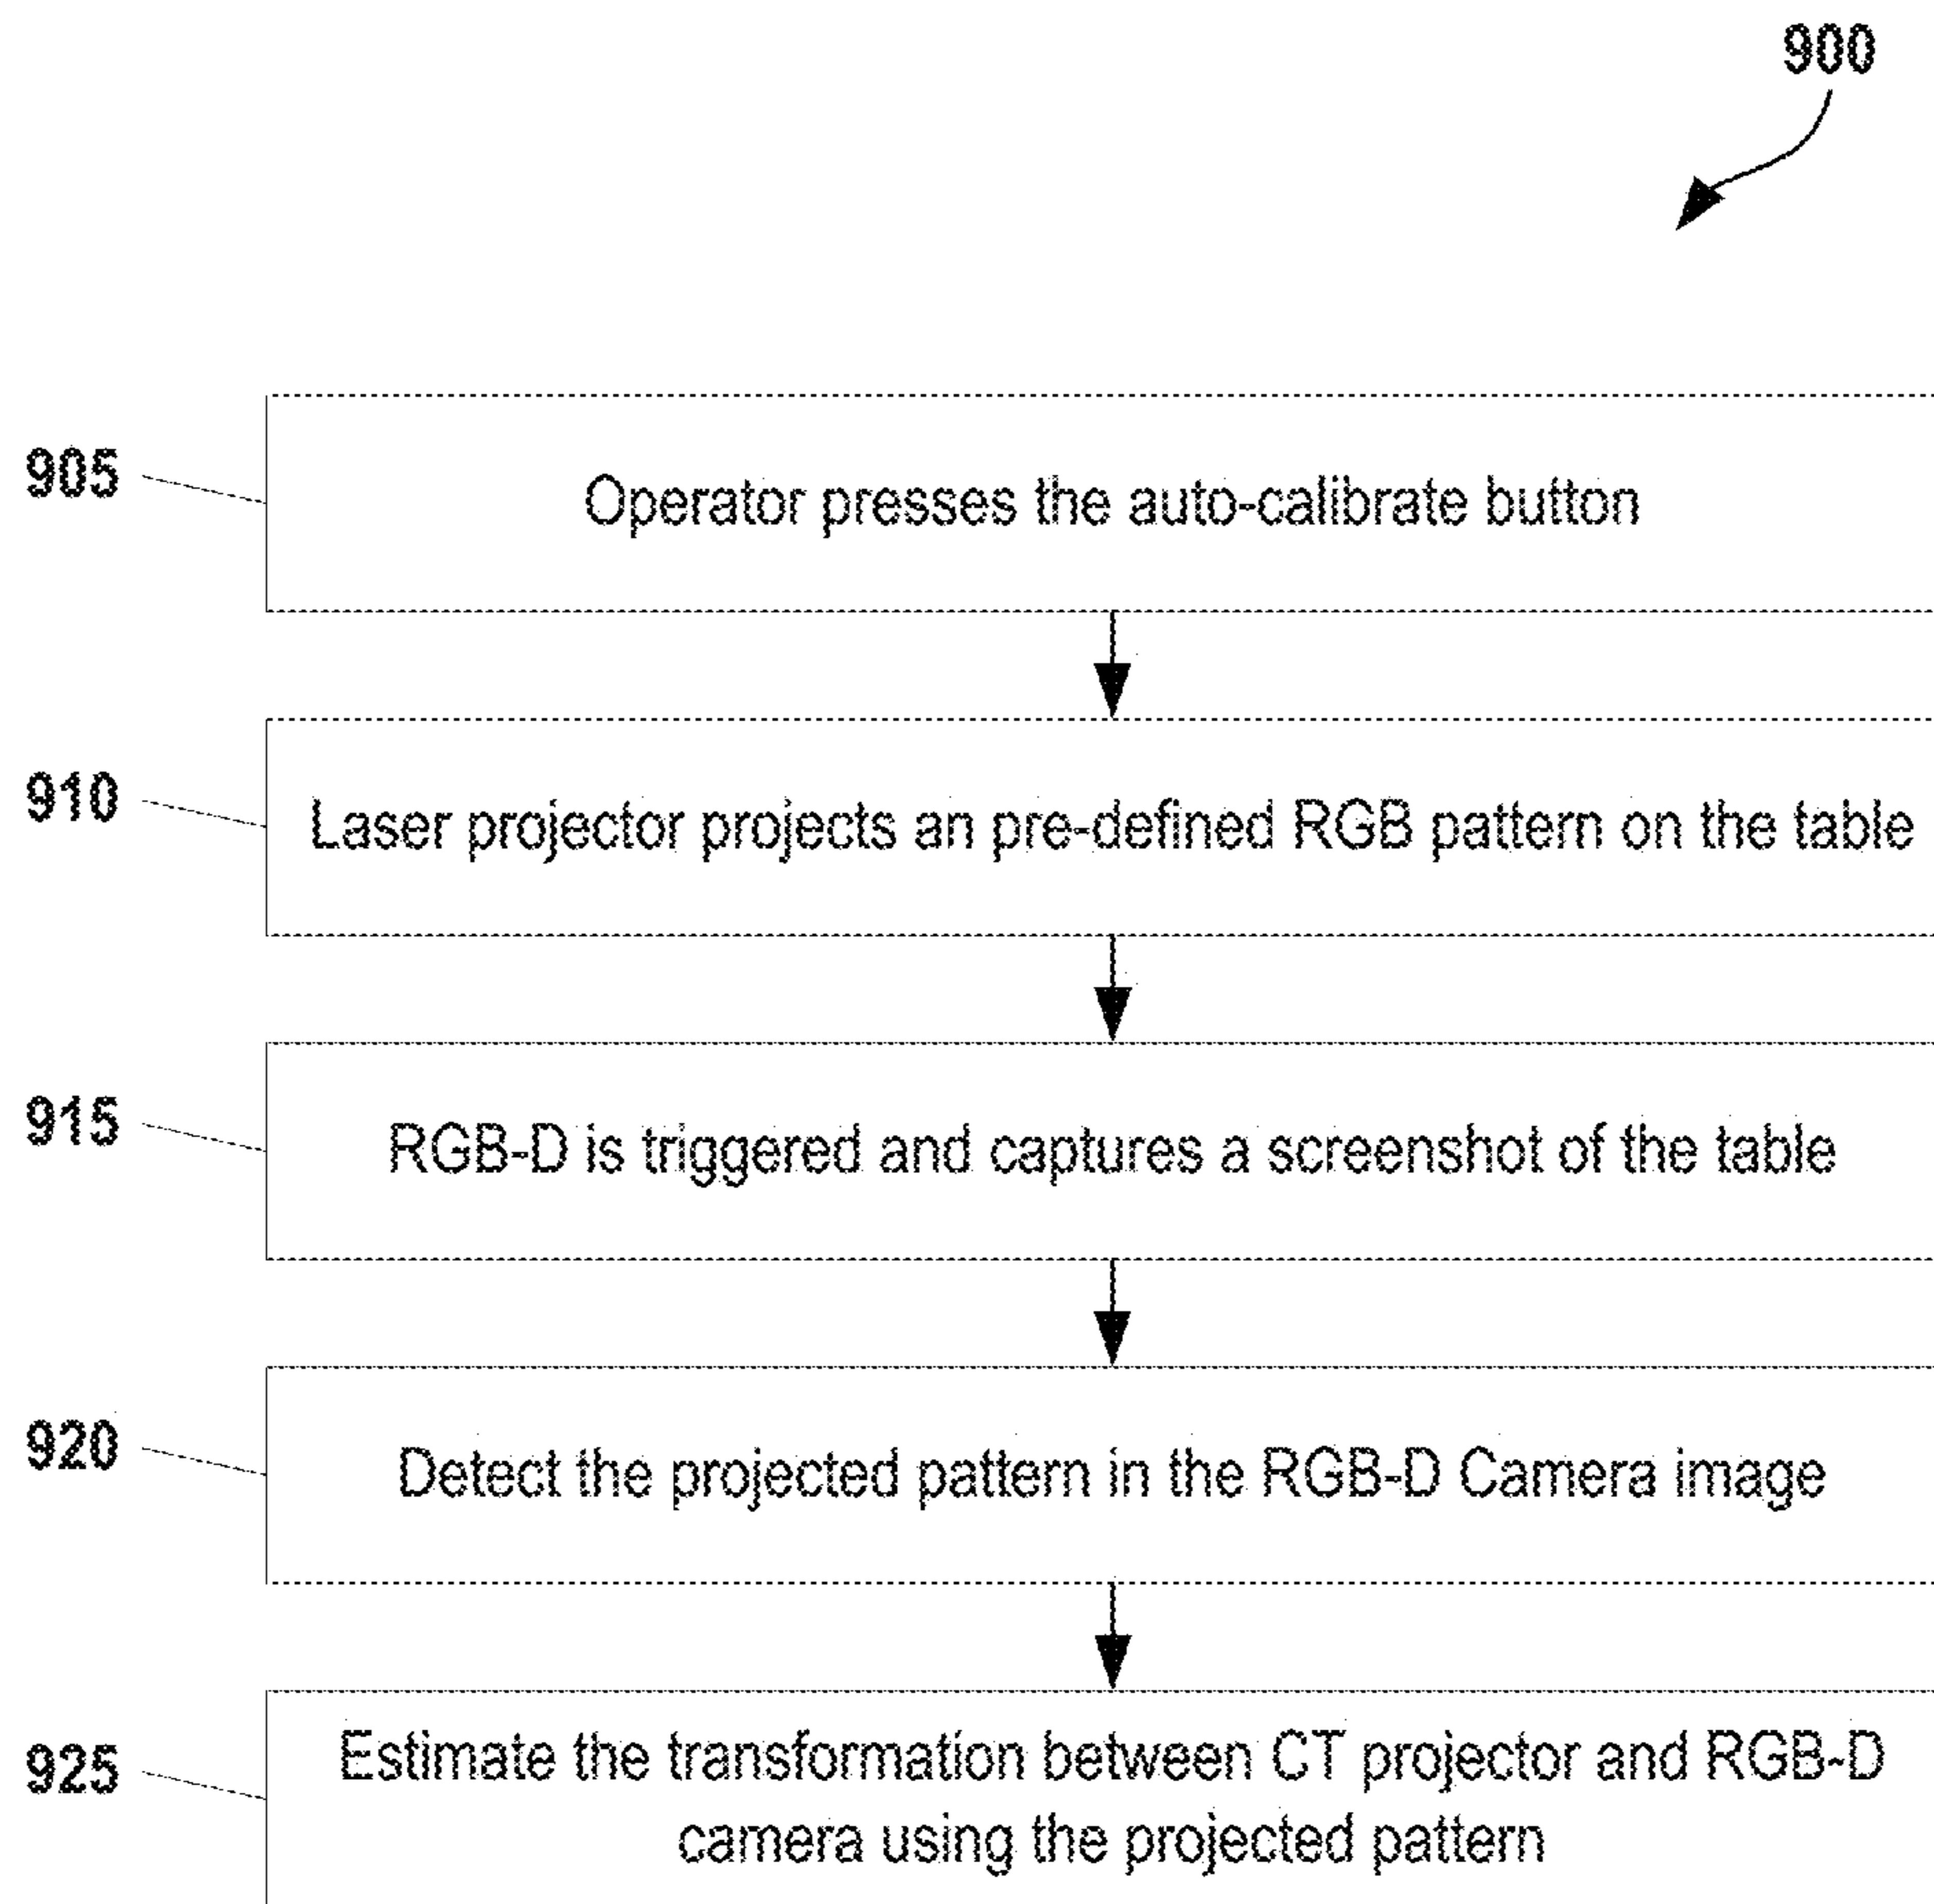 900
905
Operator presses the auto-calibrate button
910
Laser projector projects an pre-defined RGB pattern on the table
915
RGB-D is triggered and captures a screenshot of the table
920
Detect the projected pattern in the RGB-D Camera image
925
Estimate the transformation between CT projector and RGB-D
camera using the projected pattern